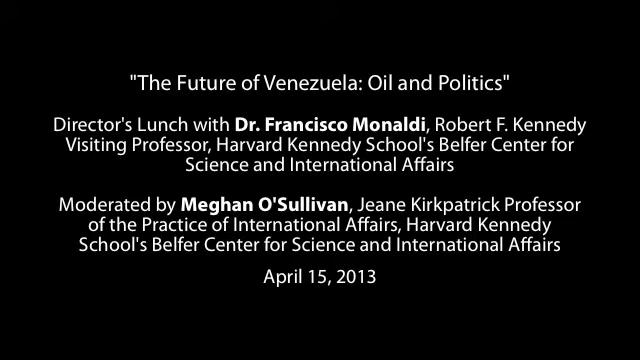 "The Future of Venezuela: Oil and Politics"
Director's Lunch with Dr. Francisco Monaldi, Robert F. Kennedy
Visiting Professor, Harvard Kennedy School's Belfer Center for
Science and International Affairs
Moderated by Meghan O'Sullivan, Jeane Kirkpatrick Professor
of the Practice of International Affairs, Harvard Kennedy
School's Belfer Center for Science and International Affairs
April 15, 2013